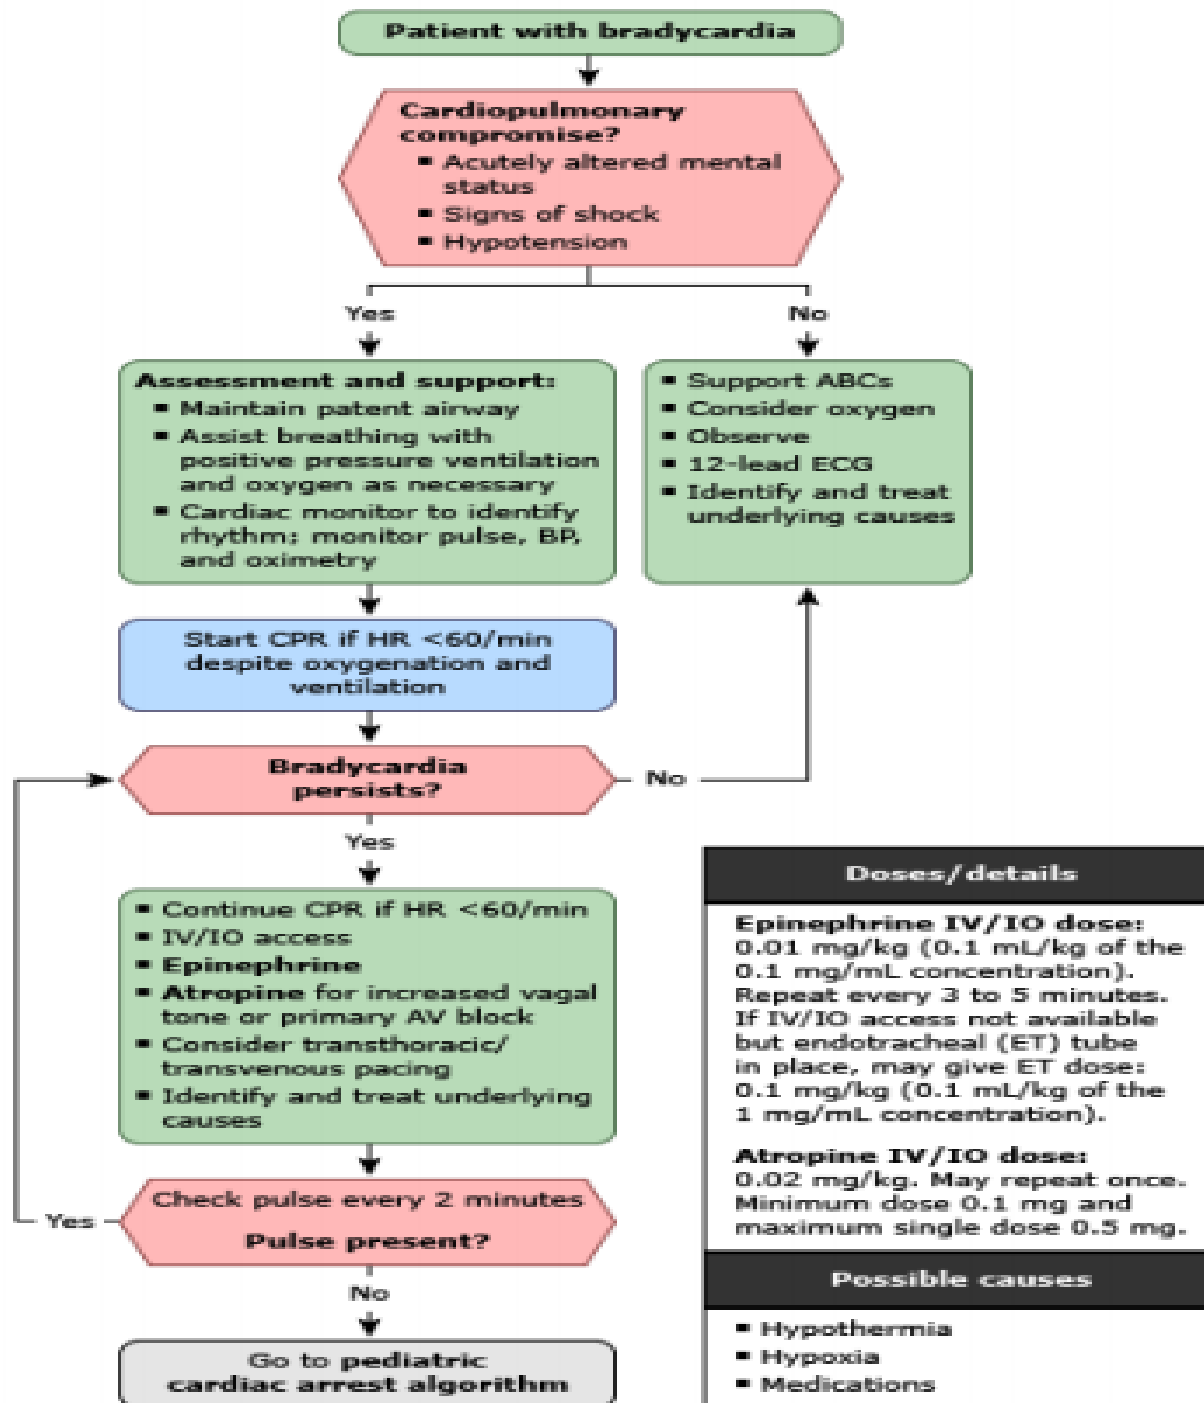 Patient with bradycardia
Cardiopulmonary
compromise?
▪ Acutely altered mental
status
▪ Signs of shock
▪ Hypotension
Yes
No
Assessment and support:
▪ Maintain patent airway
▪ Assist breathing with
positive pressure ventilation
and oxygen as necessary
▪ Cardiac monitor to identify
rhythm; monitor pulse, BP,
and oximetry
▪ Support ABCs
▪ Consider oxygen
▪ Observe
▪ 12-lead ECG
▪ Identify and treat
underlying causes
Start CPR if HR <60/min
despite oxygenation and
ventilation
Bradycardia
persists?
No
Yes
▪ Continue CPR if HR <60/min
▪ IV/IO access
▪ Epinephrine
▪ Atropine for increased vagal
tone or primary AV block
▪ Consider transthoracic/
transvenous pacing
▪ Identify and treat underlying
causes
Check pulse every 2 minutes
Pulse present?
Yes
No
Go to pediatric
cardiac arrest algorithm
Doses/details
Epinephrine IV/IO dose:
0.01 mg/kg (0.1 mL/kg of the
0.1 mg/mL concentration).
Repeat every 3 to 5 minutes.
If IV/IO access not available
but endotracheal (ET) tube
in place, may give ET dose:
0.1 mg/kg (0.1 mL/kg of the
1 mg/mL concentration).
Atropine IV/IO dose:
0.02 mg/kg. May repeat once.
Minimum dose 0.1 mg and
maximum single dose 0.5 mg.
Possible causes
▪ Hypothermia
▪ Hypoxia
▪ Medications